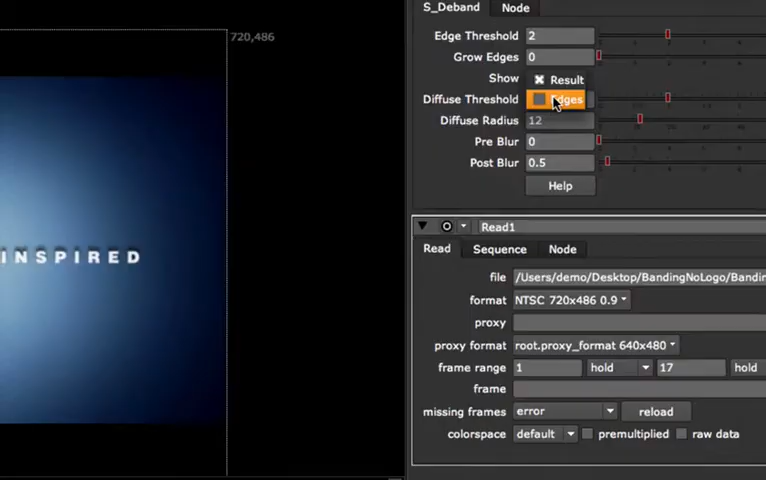 S_Deband Node
720,486
Edge Threshold 2
Grow Edges 0
Show Result
Edges
Diffuse Threshold
Diffuse Radius 12
Pre Blur 0
Post Blur 0.5
Help
INSPIRED
Read1
Read Sequence Node
file /Users/demo/Desktop/BandingNoLogo/Bandin
format NTSC 720x486 0.9
proxy
proxy format root.proxy_format 640x480
frame range 1 hold 17 hold
frame
missing frames error reload
colorspace default premultiplied raw data